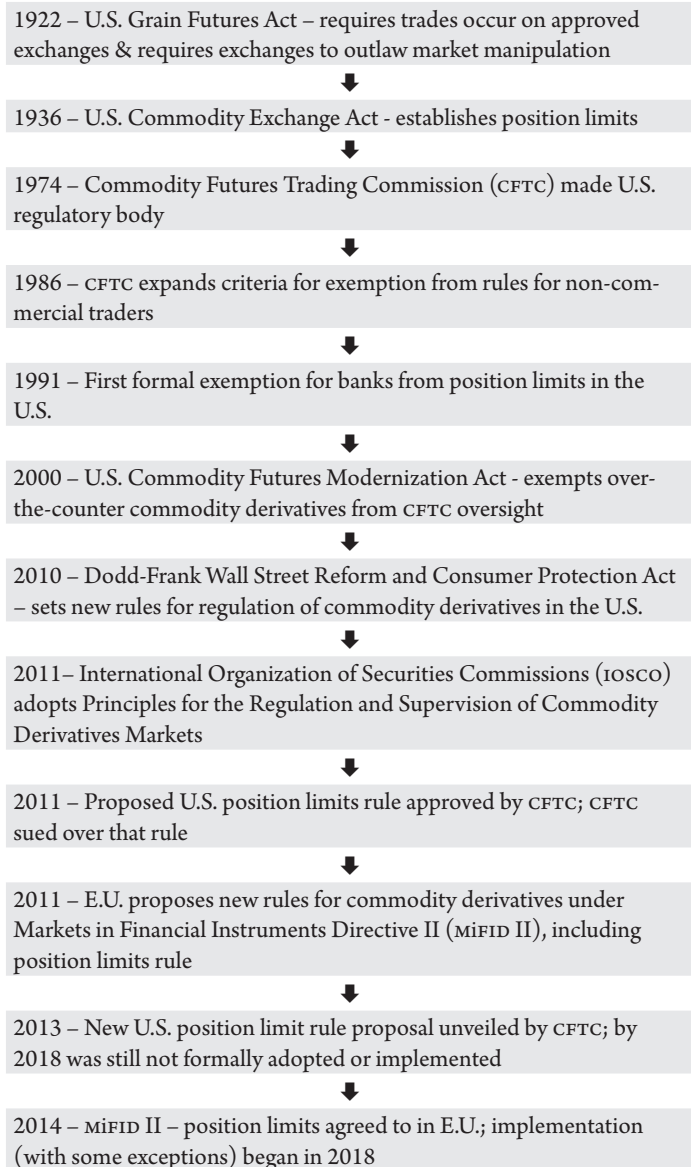 1922 – U.S. Grain Futures Act – requires trades occur on approved
exchanges & requires exchanges to outlaw market manipulation
1936 – U.S. Commodity Exchange Act - establishes position limits
1974 – Commodity Futures Trading Commission (CFTC) made U.S.
regulatory body
1986 – CFTC expands criteria for exemption from rules for non-com-
mercial traders
1991 – First formal exemption for banks from position limits in the
U.S.
2000 – U.S. Commodity Futures Modernization Act - exempts over-
the-counter commodity derivatives from CFTC oversight
2010 – Dodd-Frank Wall Street Reform and Consumer Protection Act
– sets new rules for regulation of commodity derivatives in the U.S.
2011– International Organization of Securities Commissions (IOSCO)
adopts Principles for the Regulation and Supervision of Commodity
Derivatives Markets
2011 – Proposed U.S. position limits rule approved by CFTC; CFTC
sued over that rule
2011 – E.U. proposes new rules for commodity derivatives under
Markets in Financial Instruments Directive II (MiFID II), including
position limits rule
2013 – New U.S. position limit rule proposal unveiled by CFTC; by
2018 was still not formally adopted or implemented
2014 – MiFID II – position limits agreed to in E.U.; implementation
(with some exceptions) began in 2018